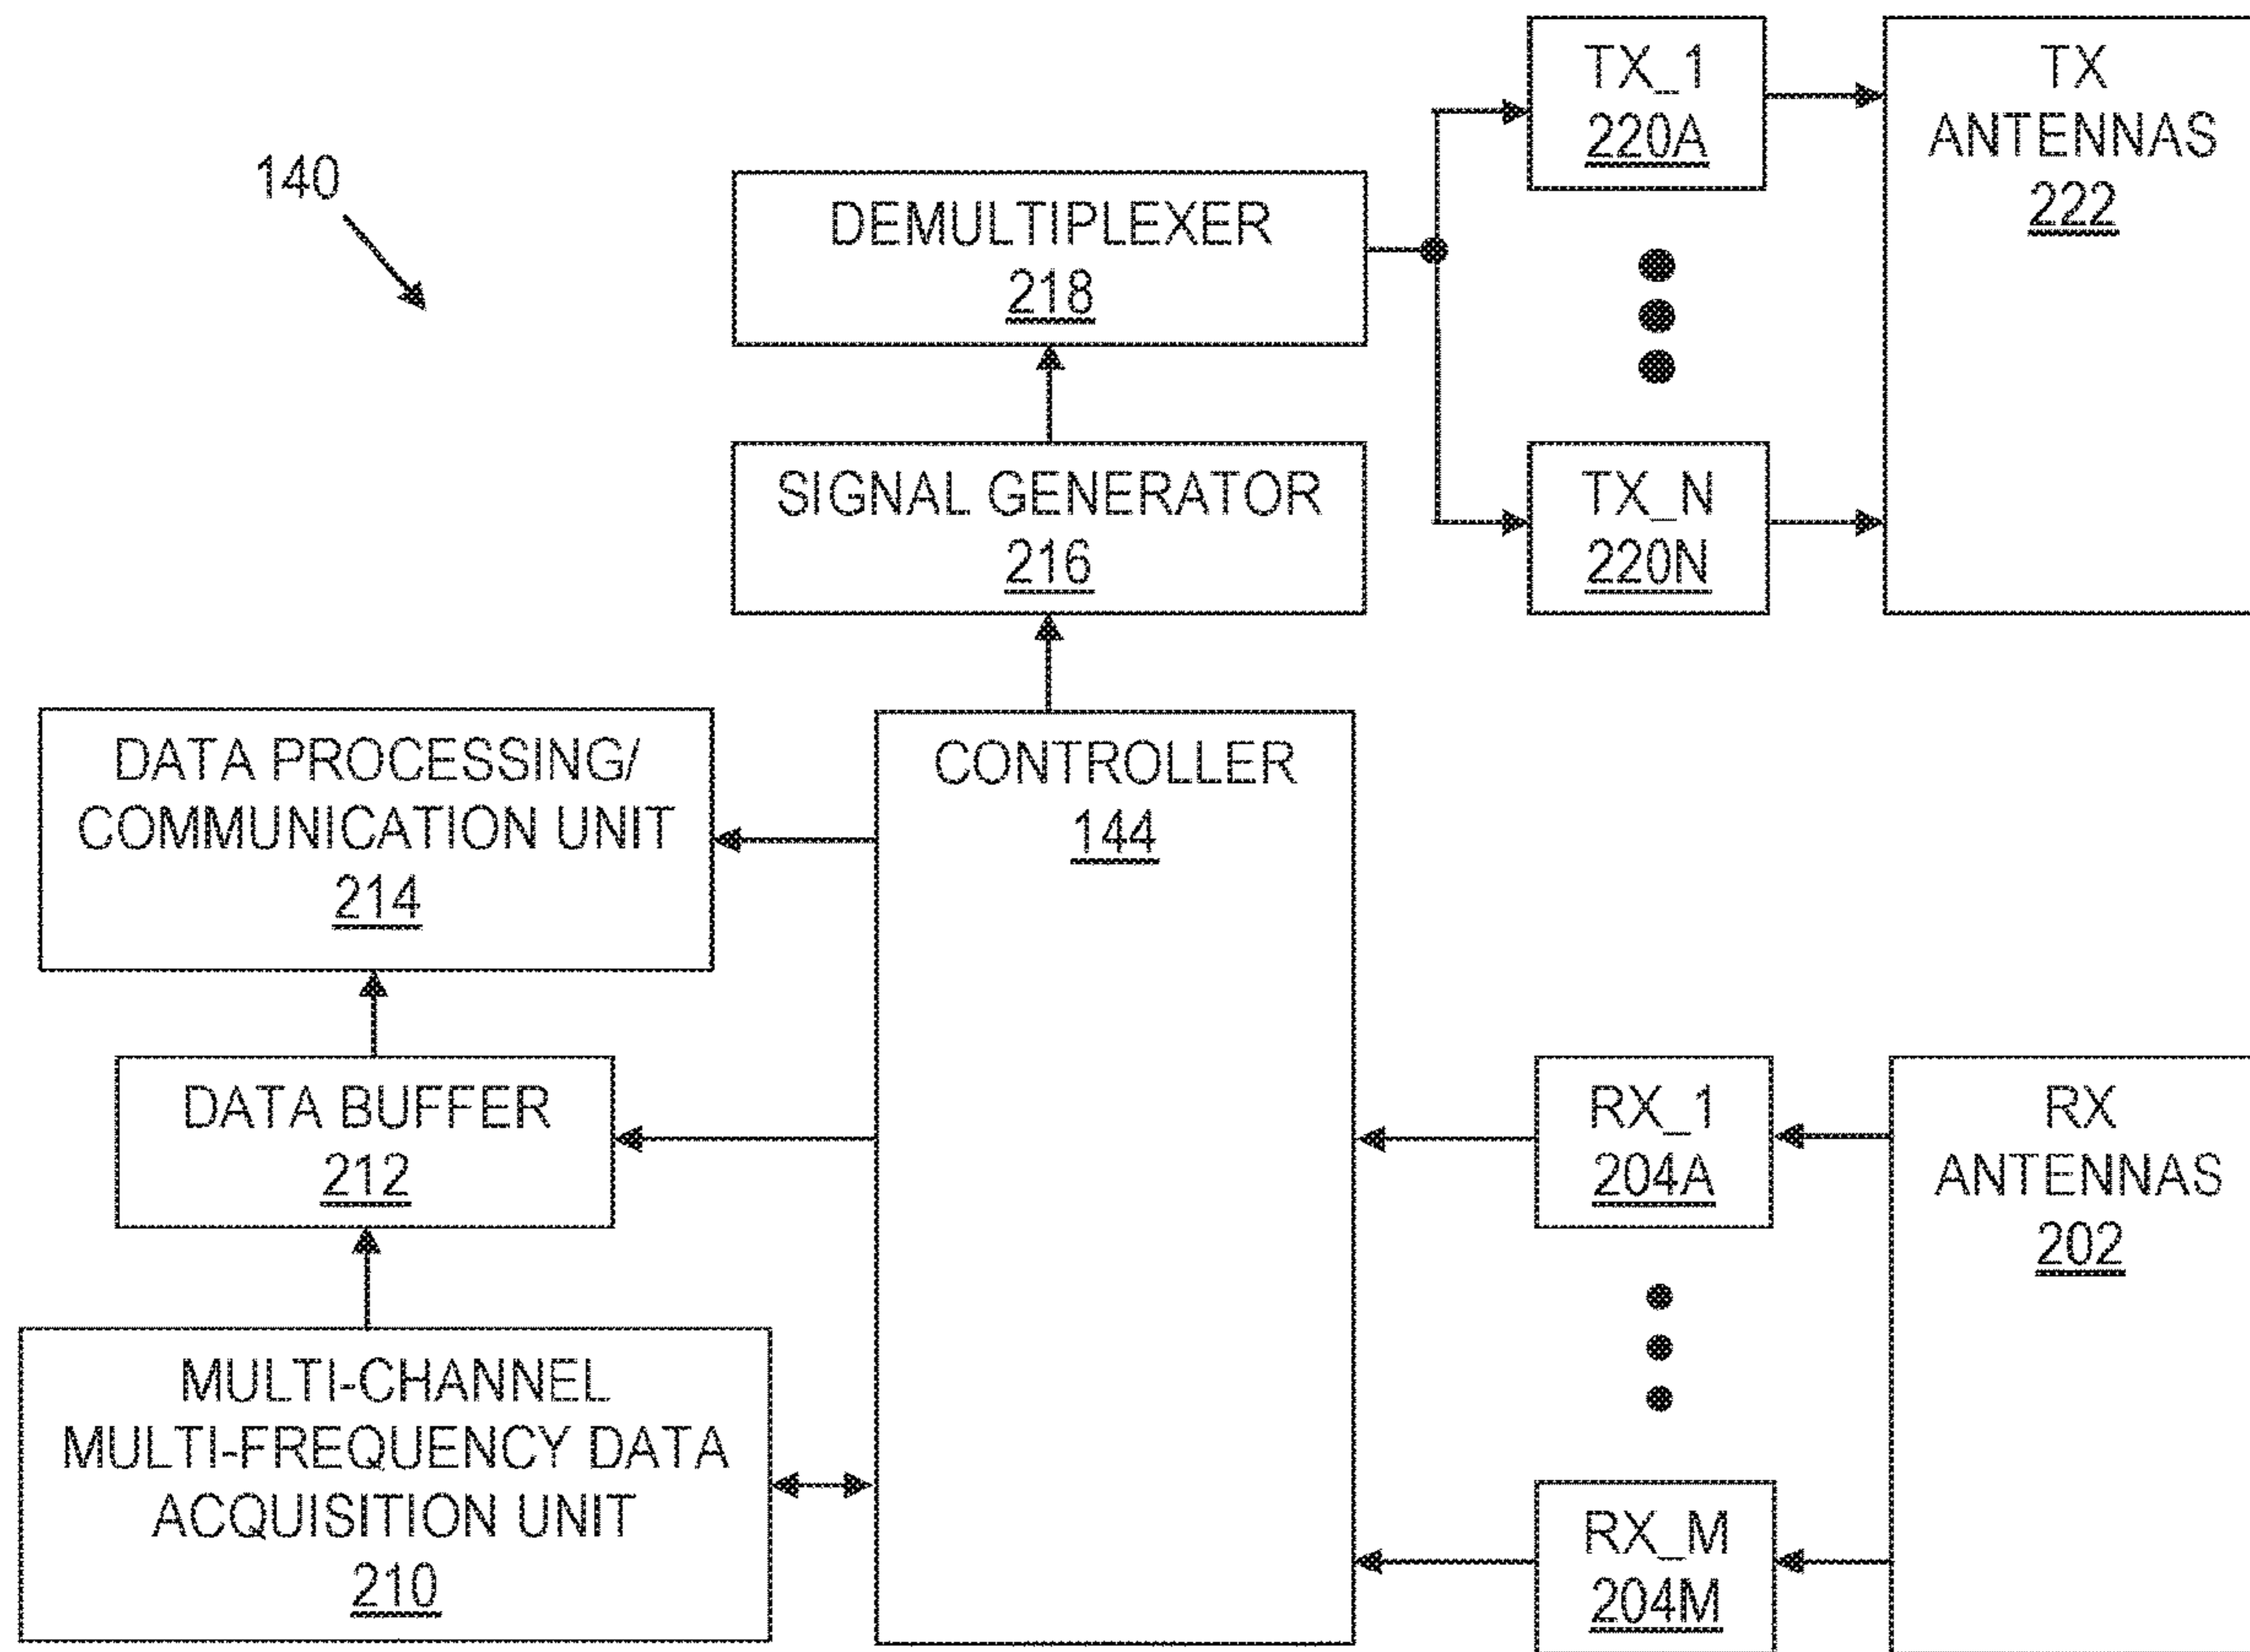 140
DEMULTIPLEXER
218
TX_1
220A
TX
ANTENNAS
222
SIGNAL GENERATOR
216
TX_N
220N
DATA PROCESSING/
COMMUNICATION UNIT
214
CONTROLLER
144
DATA BUFFER
212
RX_1
204A
RX
ANTENNAS
202
MULTI-CHANNEL
MULTI-FREQUENCY DATA
ACQUISITION UNIT
210
RX_M
204M